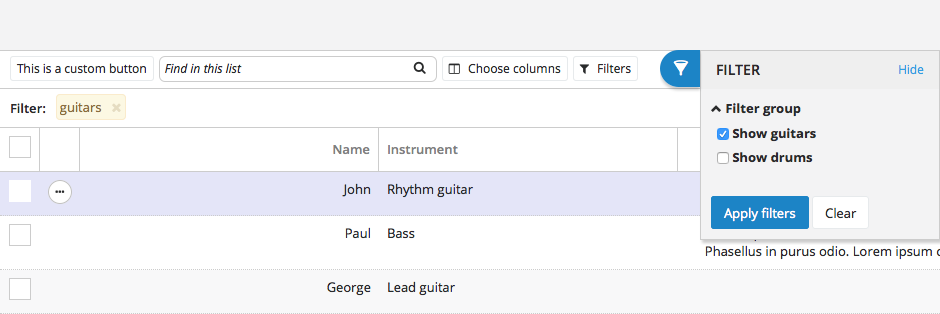 This is a custom button Find in this list Choose columns Filters
FILTER Hide
Filter: guitars
Filter group
Show guitars
Show drums
Name Instrument
John Rhythm guitar
Apply filters Clear
Paul Bass
Phasellus in purus odio. Lorem ipsum
George Lead guitar